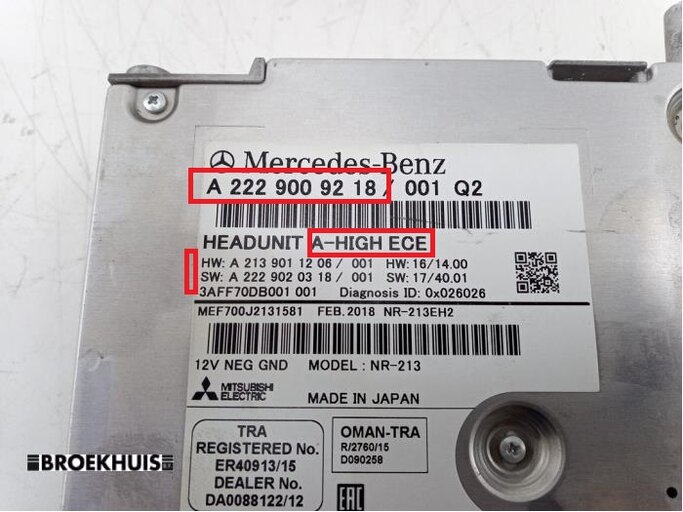 Mercedes-Benz
A 222 900 92 18 / 001 Q2
HEADUNIT A-HIGH ECE
HW: A 213 901 12 06 / 001 HW: 16/14.00
SW: A 222 902 03 18 / 001 SW: 17/40.01
3AFF70DB001 001 Diagnosis ID: 0x026026
MEF700J2131581 FEB. 2018 NR-213EH2
12V NEG GND MODEL : NR-213
MITSUBISHI
ELECTRIC
MADE IN JAPAN
TRA
REGISTERED No.
ER40913/15
DEALER No.
DA0088122/12
OMAN-TRA
R/2760/15
D090258
EAC
BROEKHUIS